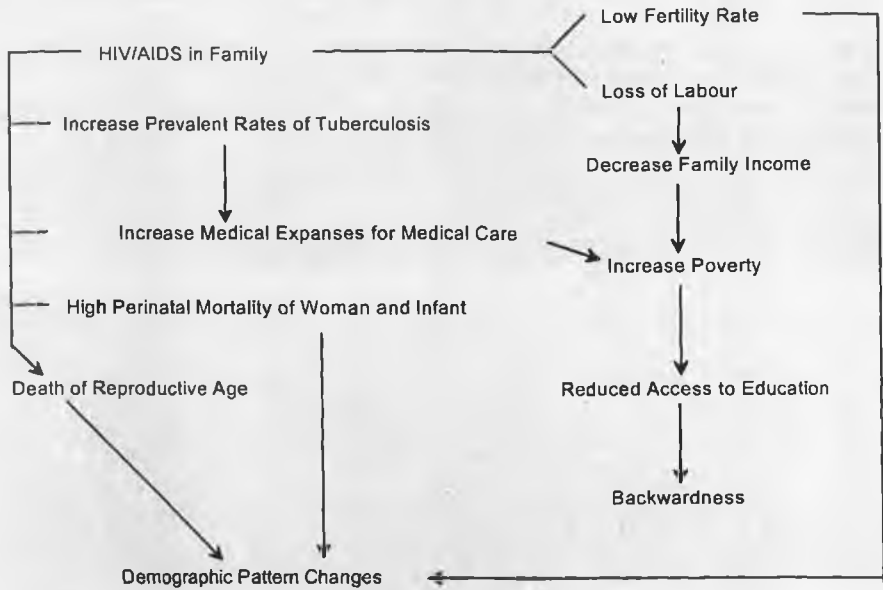 Low Fertility Rate
HIV/AIDS in Family
Loss of Labour
Increase Prevalent Rates of Tuberculosis
Decrease Family Income
Increase Medical Expanses for Medical Care
Increase Poverty
High Perinatal Mortality of Woman and Infant
Death of Reproductive Age
Reduced Access to Education
Backwardness
Demographic Pattern Changes